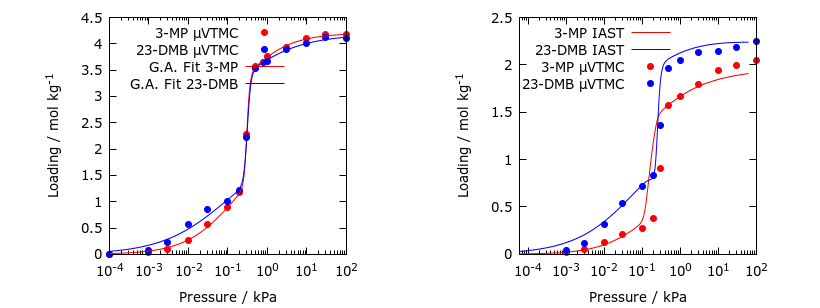 4.5
4
3.5
3
2.5
2
1.5
1
0.5
0
Loading / mol kg⁻¹
3-MP μVTMC
23-DMB μVTMC
G.A. Fit 3-MP
G.A. Fit 23-DMB
10⁻⁴ 10⁻³ 10⁻² 10⁻¹ 10⁰ 10¹ 10²
Pressure / kPa
2.5
2
1.5
1
0.5
0
Loading / mol kg⁻¹
3-MP IAST
23-DMB IAST
3-MP μVTMC
23-DMB μVTMC
10⁻⁴ 10⁻³ 10⁻² 10⁻¹ 10⁰ 10¹ 10²
Pressure / kPa